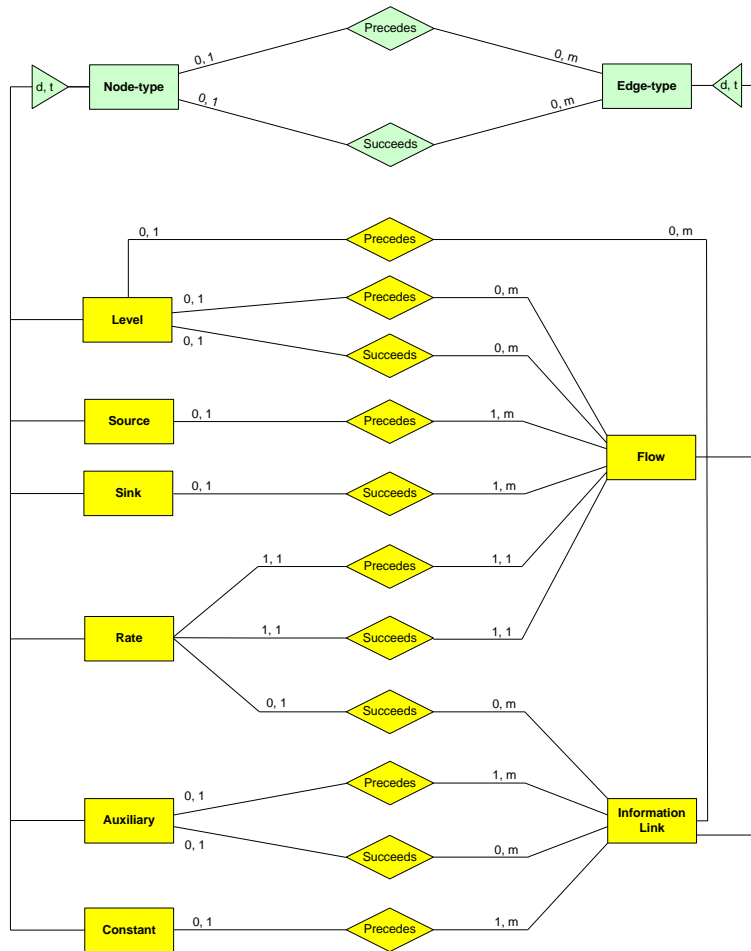 Precedes
0, 1
0, m
d, t
Node-type
Edge-type
d, t
0, 1
0, m
Succeeds
0, 1
Precedes
0, m
0, 1
Precedes
0, m
Level
0, 1
Succeeds
0, m
Source
0, 1
Precedes
1, m
Flow
Sink
0, 1
Succeeds
1, m
1, 1
Precedes
1, 1
Rate
1, 1
Succeeds
1, 1
0, 1
Succeeds
0, m
0, 1
Precedes
1, m
Auxiliary
Information
Link
0, 1
Succeeds
0, m
Constant
0, 1
Precedes
1, m